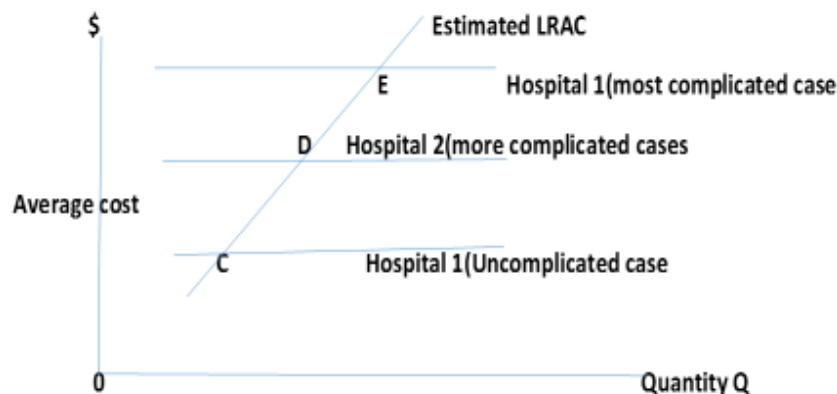 $
Estimated LRAC
E
Hospital 1(most complicated case
D
Hospital 2(more complicated cases
Average cost
C
Hospital 1(Uncomplicated case
0
Quantity Q